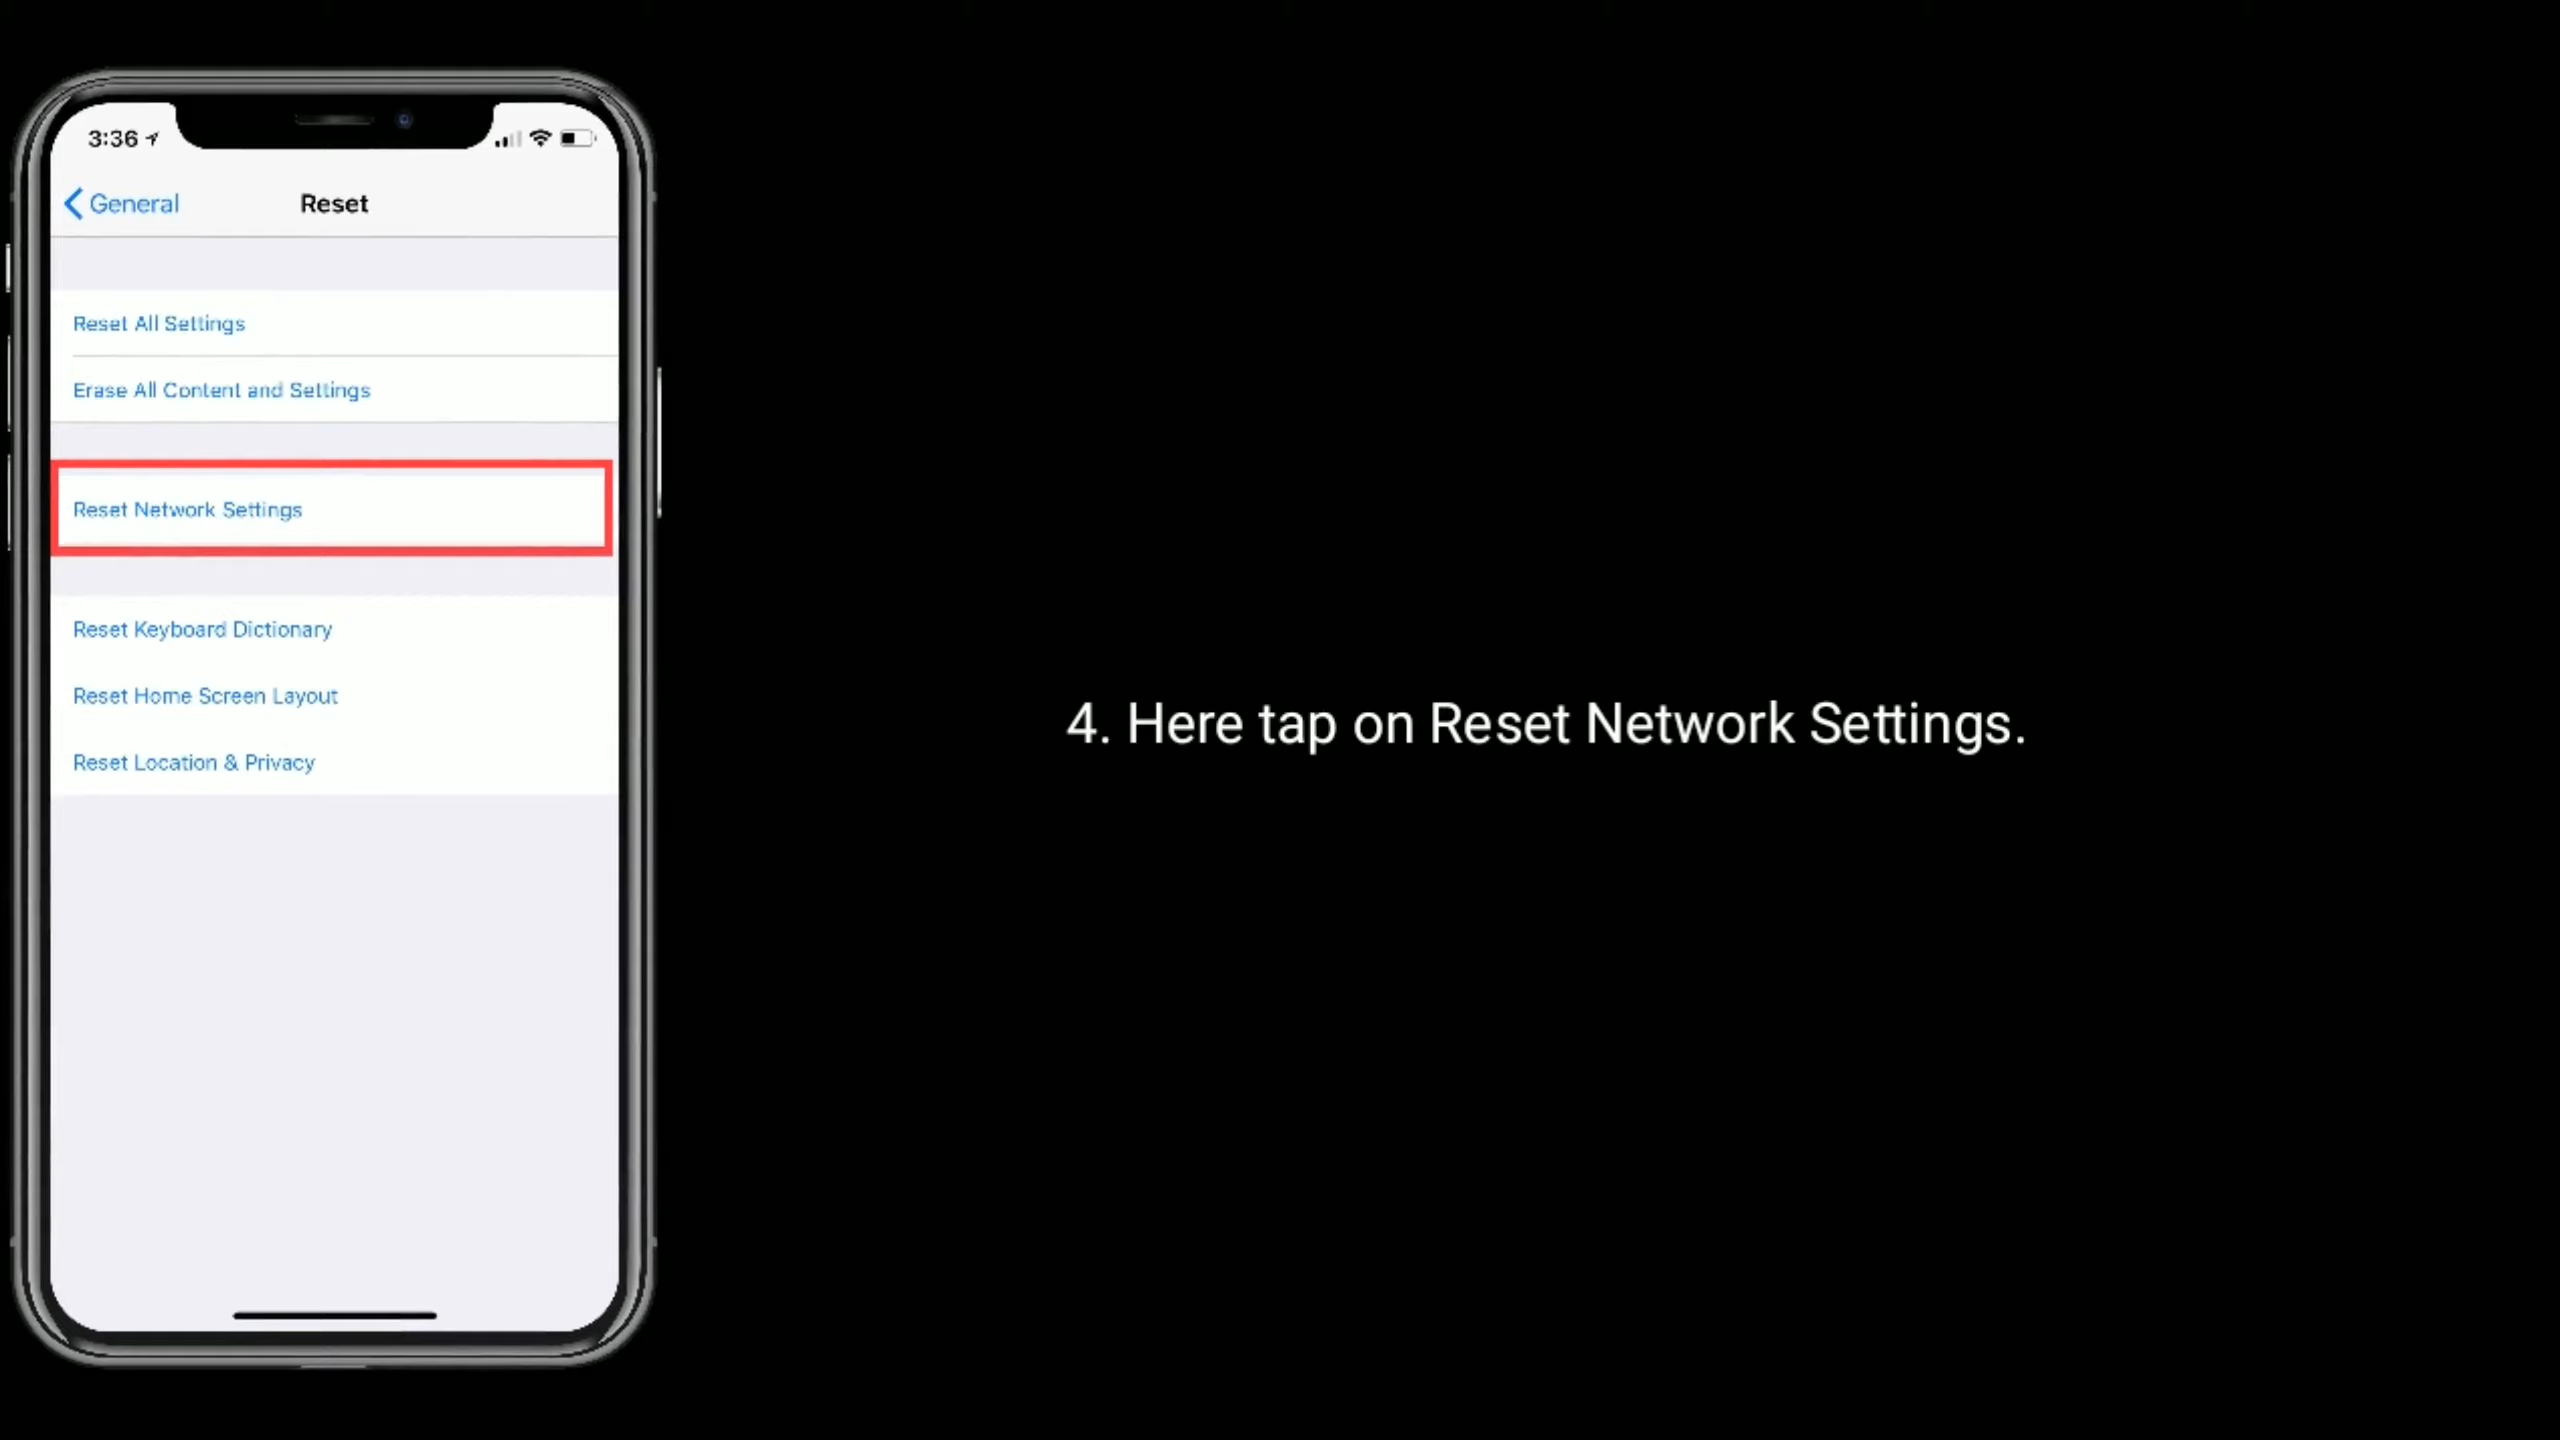 3:36
General
Reset
Reset All Settings
Erase All Content and Settings
Reset Network Settings
Reset Keyboard Dictionary
Reset Home Screen Layout
Reset Location & Privacy
4. Here tap on Reset Network Settings.